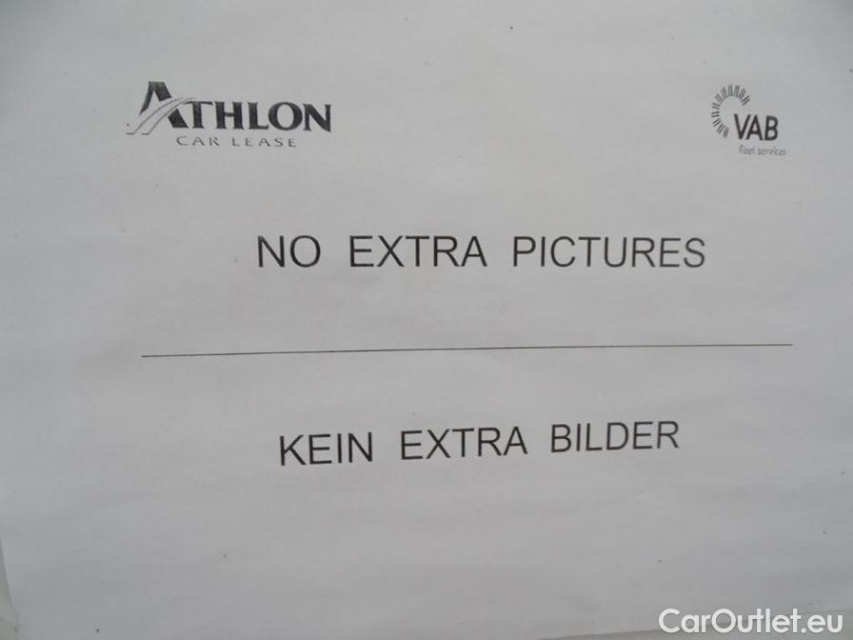 ATHLON
CAR LEASE
VAB
fleet services
NO EXTRA PICTURES
KEIN EXTRA BILDER
CarOutlet.eu